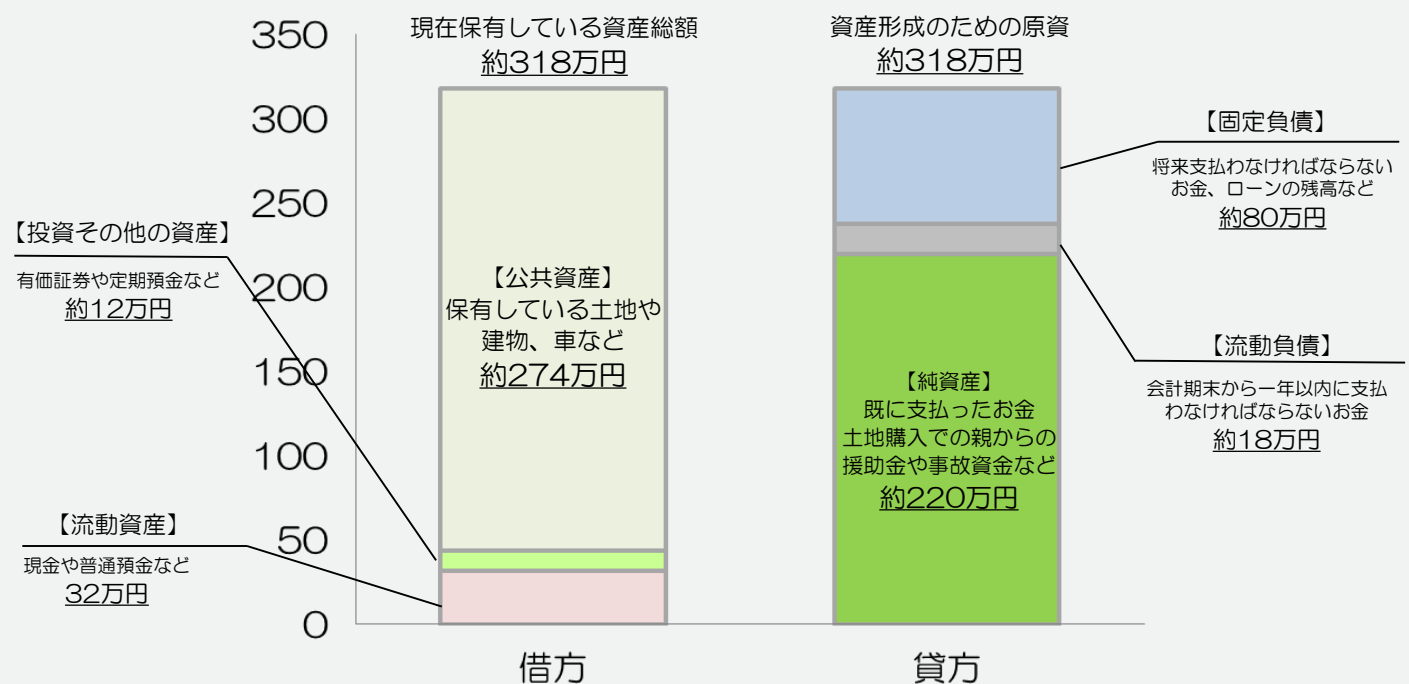 現在保有している資産総額
約318万円
資産形成のための原資
約318万円
350
300
250
200
150
100
50
0
【投資その他の資産】
有価証券や定期預金など
約12万円
【流動資産】
現金や普通預金など
32万円
【公共資産】
保有している土地や
建物、車など
約274万円
【純資産】
既に支払ったお金
土地購入での親からの
援助金や事故資金など
約220万円
【固定負債】
将来支払わなければならない
お金、ローンの残高など
約80万円
【流動負債】
会計期末から一年以内に支払
わなければならないお金
約18万円
借方
貸方